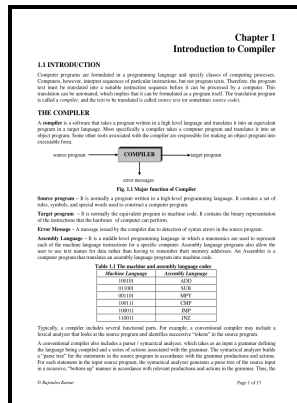 Chapter 1
Introduction to Compiler
1.1 INTRODUCTION
Computer programs are formulated in a programming language and specify classes of computing processes.
Computers, however, interpret sequences of particular instructions, but not program texts. Therefore, the program
text must be translated into a suitable instruction sequence before it can be processed by a computer. This
translation can be automated, which implies that it can be formulated as a program itself. The translation program
is called a compiler, and the text to be translated is called source text (or sometimes source code).
THE COMPILER
A compiler is a software that takes a program written in a high level language and translates it into an equivalent
program in a target language. Most specifically a compiler takes a computer program and translates it into an
object program. Some other tools associated with the compiler are responsible for making an object program into
executable form.
source program COMPILER target program
error messages
Fig. 1.1 Major function of Compiler
Source program – It is normally a program written in a high-level programming language. It contains a set of
rules, symbols, and special words used to construct a computer program.
Target program – It is normally the equivalent program in machine code. It contains the binary representation
of the instructions that the hardware of computer can perform.
Error Message – A message issued by the compiler due to detection of syntax errors in the source program.
Assembly Language – It is a middle-level programming language in which a mnemonics are used to represent
each of the machine language instructions for a specific computer. Assembly language programs also allow the
user to use text names for data rather than having to remember their memory addresses. An Assembler is a
computer program that translates an assembly language program into machine code.
Table 1.1 The machine and assembly language codes
Machine Language Assembly Language
100101 ADD
011001 SUB
001101 MPY
100111 CMP
100011 JMP
110011 JNZ
Typically, a compiler includes several functional parts. For example, a conventional compiler may include a
lexical analyzer that looks at the source program and identifies successive "tokens" in the source program.
A conventional compiler also includes a parser / syntactical analyzer, which takes as an input a grammar defining
the language being compiled and a series of actions associated with the grammar. The syntactical analyzer builds
a "parse tree" for the statements in the source program in accordance with the grammar productions and actions.
For each statement in the input source program, the syntactical analyzer generates a parse tree of the source input
in a recursive, "bottom-up" manner in accordance with relevant productions and actions in the grammar. Thus, the
© Rajendra Kumar Page 1 of 13